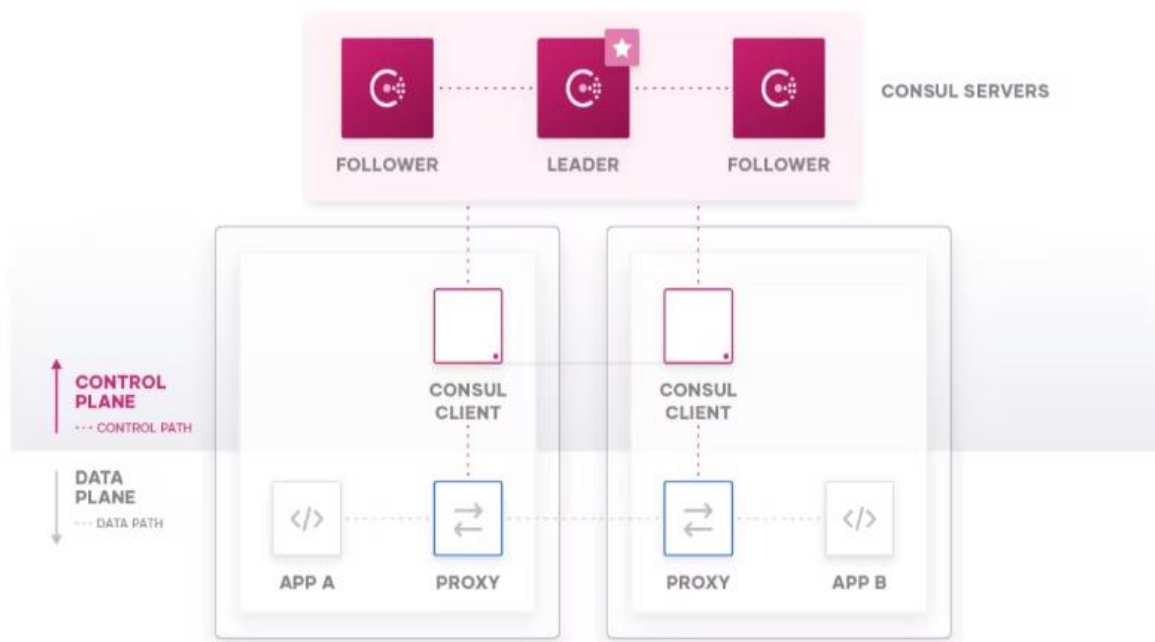 CONSUL SERVERS
FOLLOWER
LEADER
FOLLOWER
CONTROL
PLANE
--- CONTROL PATH
CONSUL
CLIENT
CONSUL
CLIENT
DATA
PLANE
--- DATA PATH
</>
</>
APP A
PROXY
PROXY
APP B